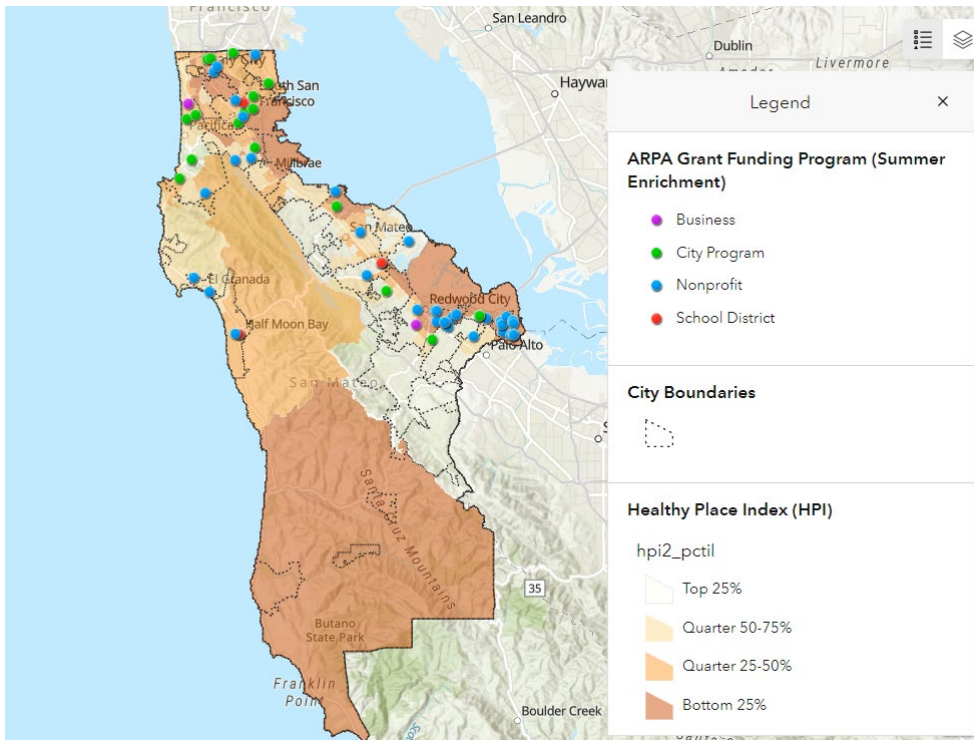 Francisco
San Leandro
Dublin
Livermore
South San
Francisco
Pacifica
Millbrae
San Mateo
El Granada
Redwood City
Half Moon Bay
Palo Alto
San Mateo
Santa Cruz Mountains
35
Butano
State Park
Franklin
Point
Boulder Creek
Legend
ARPA Grant Funding Program (Summer
Enrichment)
Business
City Program
Nonprofit
School District
City Boundaries
Healthy Place Index (HPI)
hpi2_pctil
Top 25%
Quarter 50-75%
Quarter 25-50%
Bottom 25%